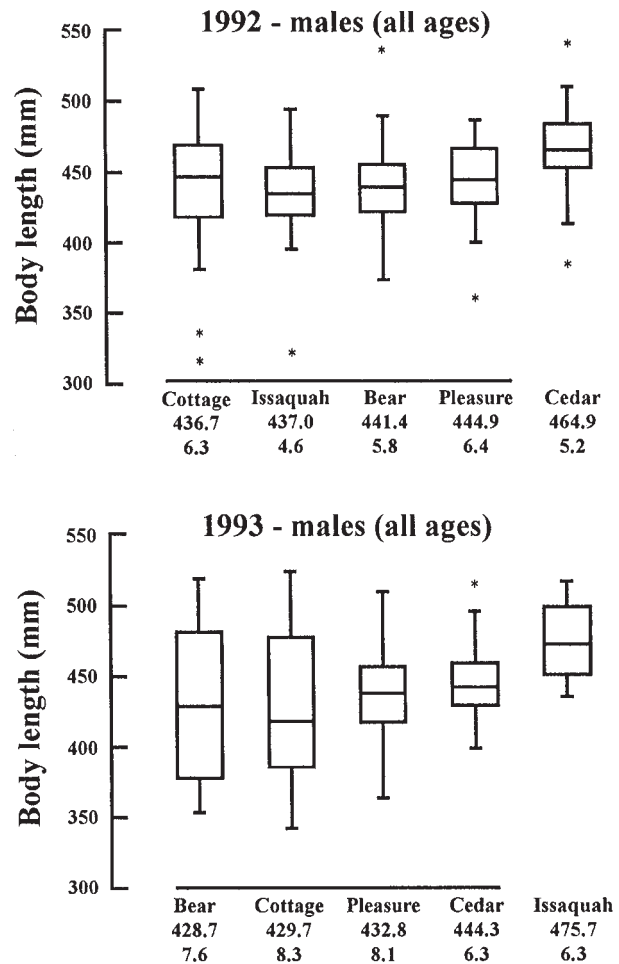 1992 - males (all ages)
Body length (mm)
550
500
450
400
350
300
Cottage Issaquah Bear Pleasure Cedar
436.7 437.0 441.4 444.9 464.9
6.3 4.6 5.8 6.4 5.2
1993 - males (all ages)
Body length (mm)
550
500
450
400
350
300
Bear Cottage Pleasure Cedar Issaquah
428.7 429.7 432.8 444.3 475.7
7.6 8.3 8.1 6.3 6.3